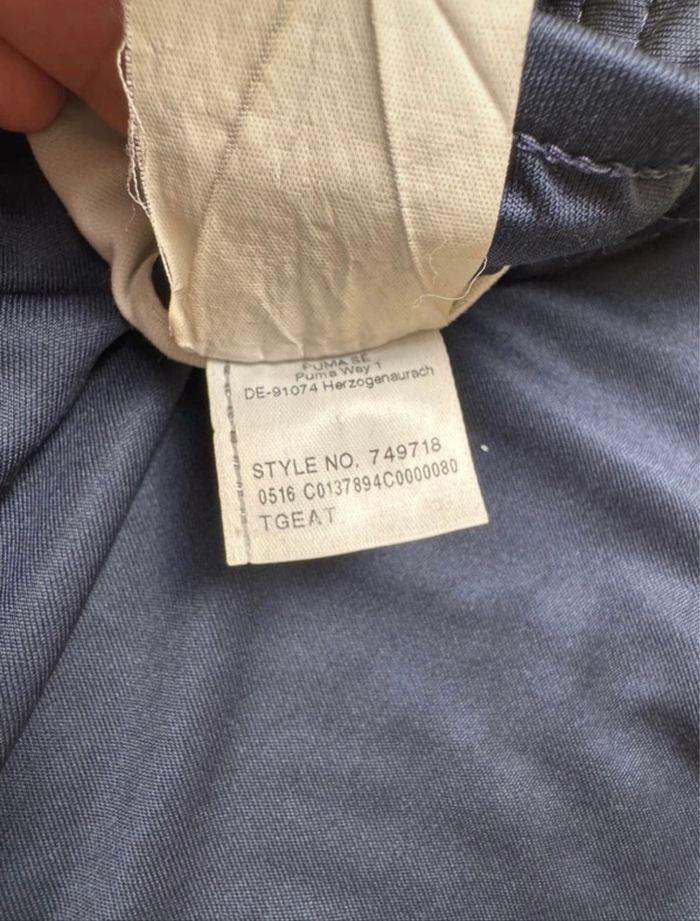 PUMA SE
Puma Way 1
DE-91074 Herzogenaurach
STYLE NO. 749718
0516 C0137894C0000080
TGEAT